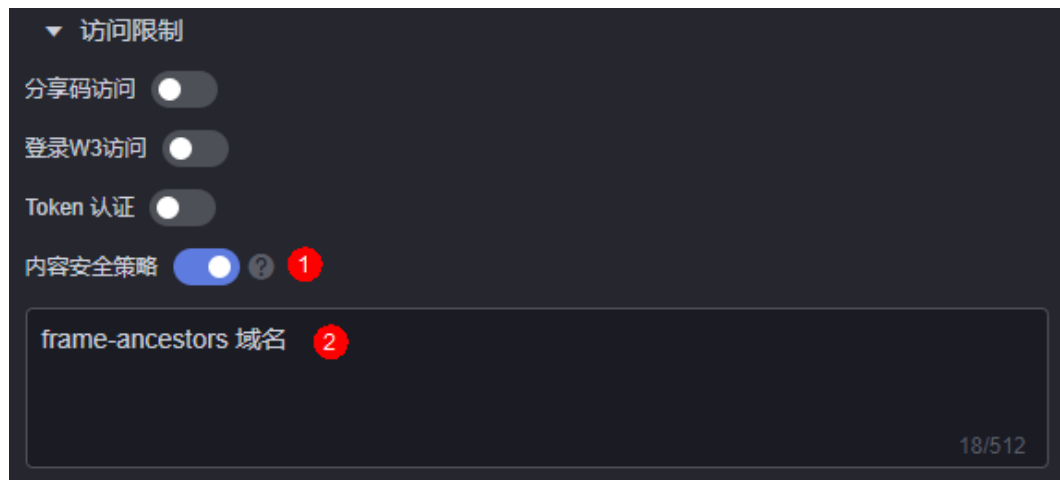 访问限制
分享码访问
登录W3访问
Token 认证
内容安全策略 ? 1
frame-ancestors 域名 2
18/512